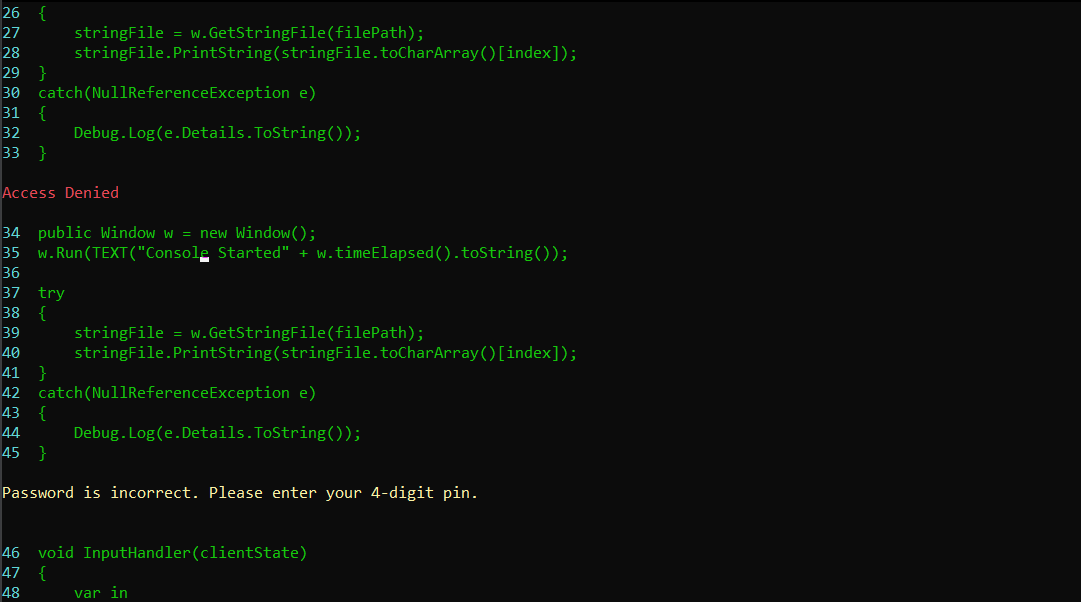 26  {
27      stringFile = w.GetStringFile(filePath);
28      stringFile.PrintString(stringFile.toCharArray()[index]);
29  }
30  catch(NullReferenceException e)
31  {
32      Debug.Log(e.Details.ToString());
33  }
Access Denied
34  public Window w = new Window();
35  w.Run(TEXT("Console Started" + w.timeElapsed().toString());
36
37  try
38  {
39      stringFile = w.GetStringFile(filePath);
40      stringFile.PrintString(stringFile.toCharArray()[index]);
41  }
42  catch(NullReferenceException e)
43  {
44      Debug.Log(e.Details.ToString());
45  }
Password is incorrect. Please enter your 4-digit pin.
46  void InputHandler(clientState)
47  {
48      var in